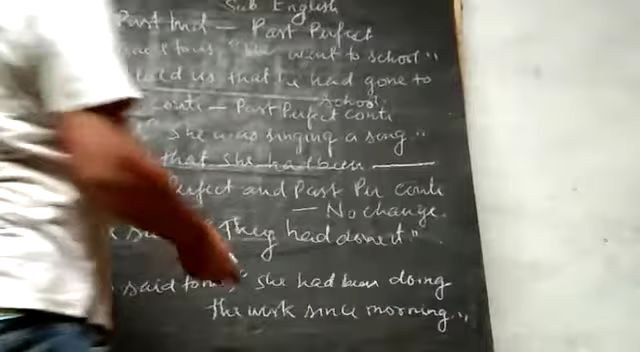 Sub English
Past Ind — Past Perfect
said to us "He went to school"
told us that he had gone to
school.
Conti — Past Perfect Conti
"she was singing a song"
that she had been ———
Perfect and Past Per Conti
— No change.
"They had done it"
said to me, "she had been doing
the work since morning."